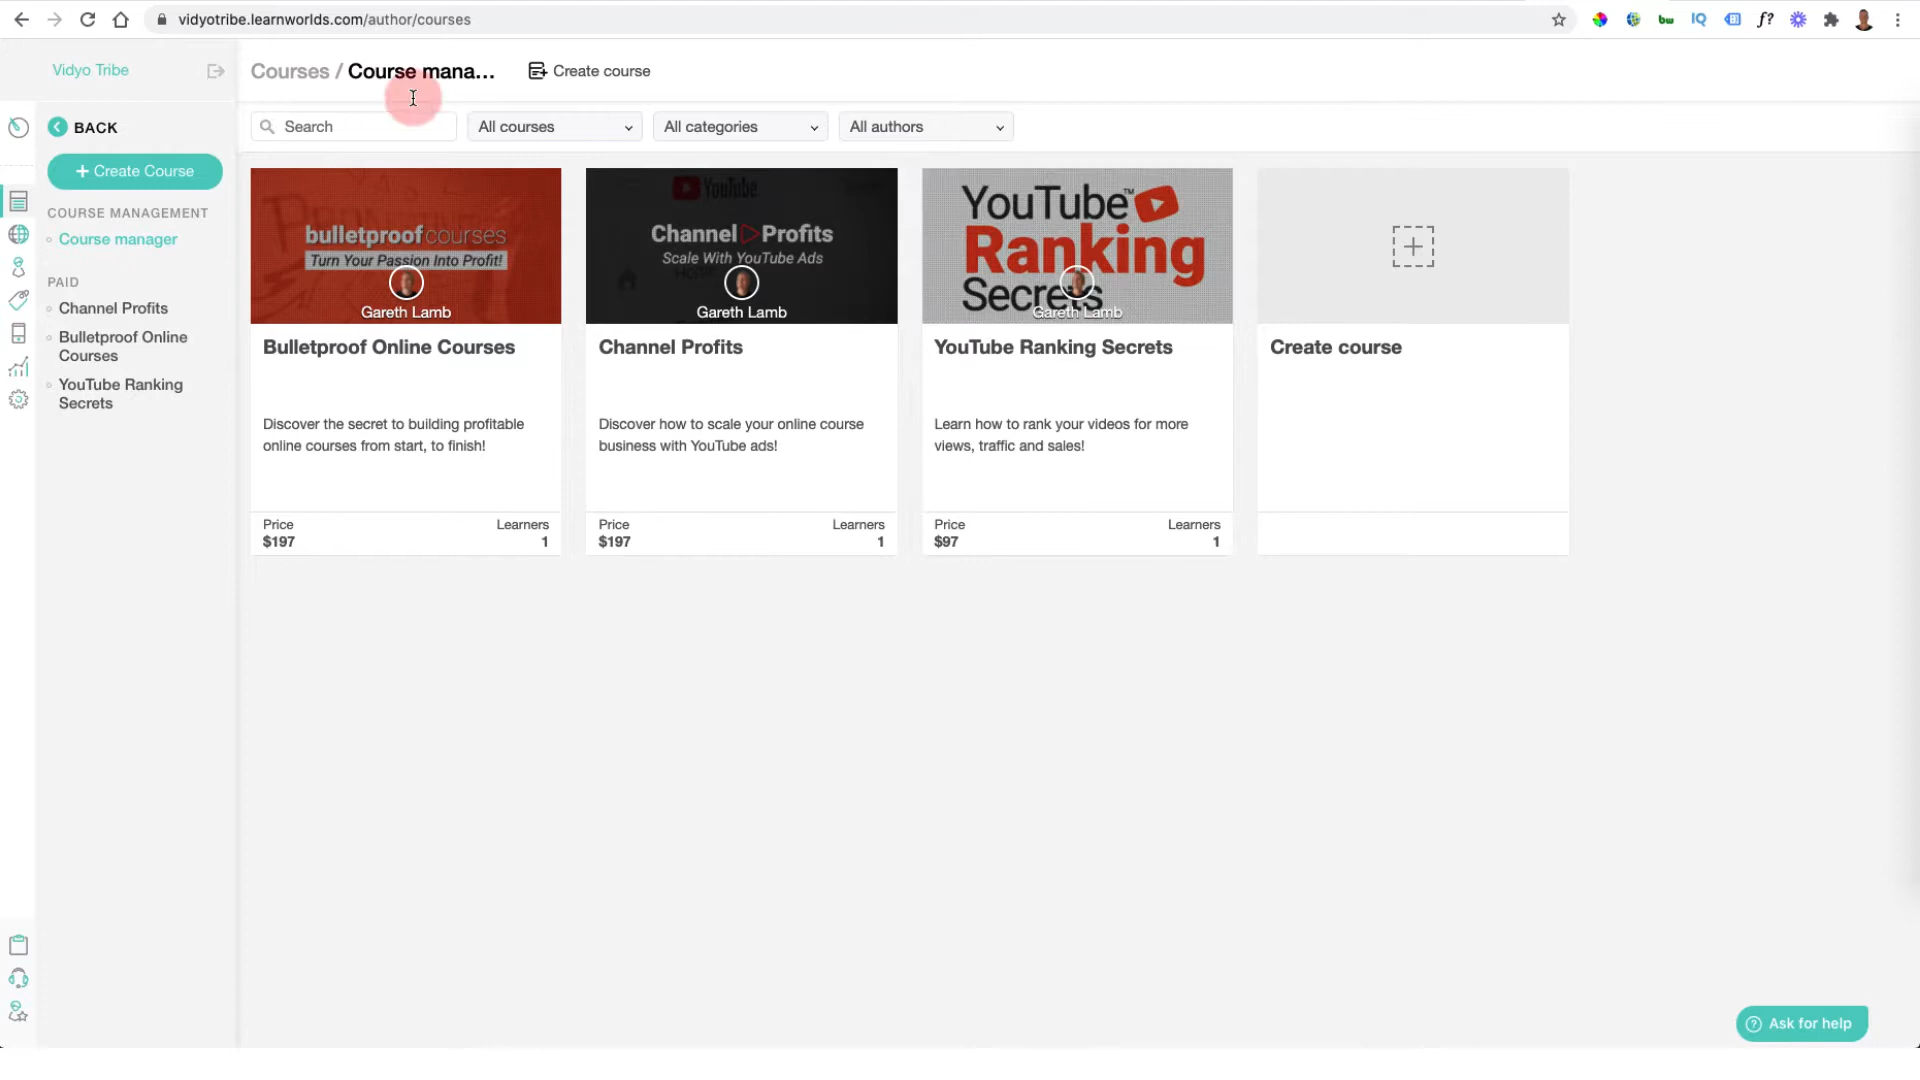 vidyotribe.learnworlds.com/author/courses
bw
IQ
f?
Vidyo Tribe
Courses / Course mana...
Create course
BACK
Search
All courses
All categories
All authors
+ Create Course
COURSE MANAGEMENT
Course manager
PAID
Channel Profits
Bulletproof Online
Courses
YouTube Ranking
Secrets
bulletproofcourses
Turn Your Passion Into Profit!
Gareth Lamb
Bulletproof Online Courses
Discover the secret to building profitable
online courses from start, to finish!
Price
Learners
$197
1
YouTube
Channel Profits
Scale With YouTube Ads
Gareth Lamb
Channel Profits
Discover how to scale your online course
business with YouTube ads!
Price
Learners
$197
1
YouTube™
Ranking
Secrets
Gareth Lamb
YouTube Ranking Secrets
Learn how to rank your videos for more
views, traffic and sales!
Price
Learners
$97
1
Create course
? Ask for help